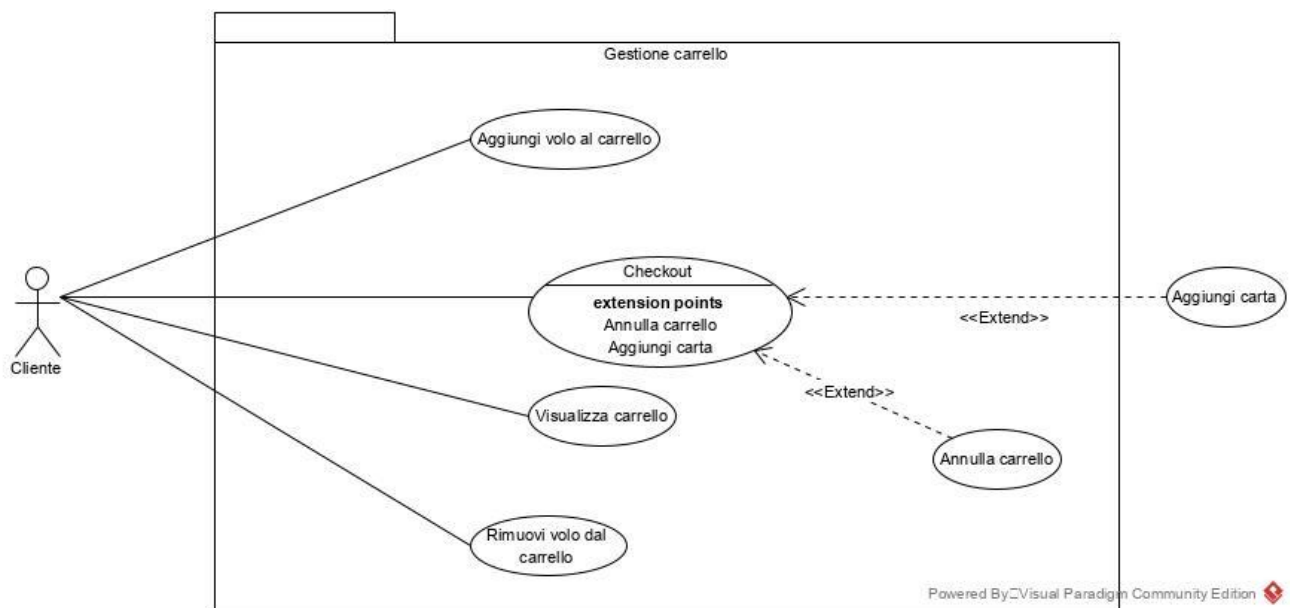 Gestione carrello
Aggiungi volo al carrello
Checkout
extension points
Annulla carrello
Aggiungi carta
Aggiungi carta
<<Extend>>
Cliente
<<Extend>>
Visualizza carrello
Annulla carrello
Rimuovi volo dal
carrello
Powered By Visual Paradigm Community Edition